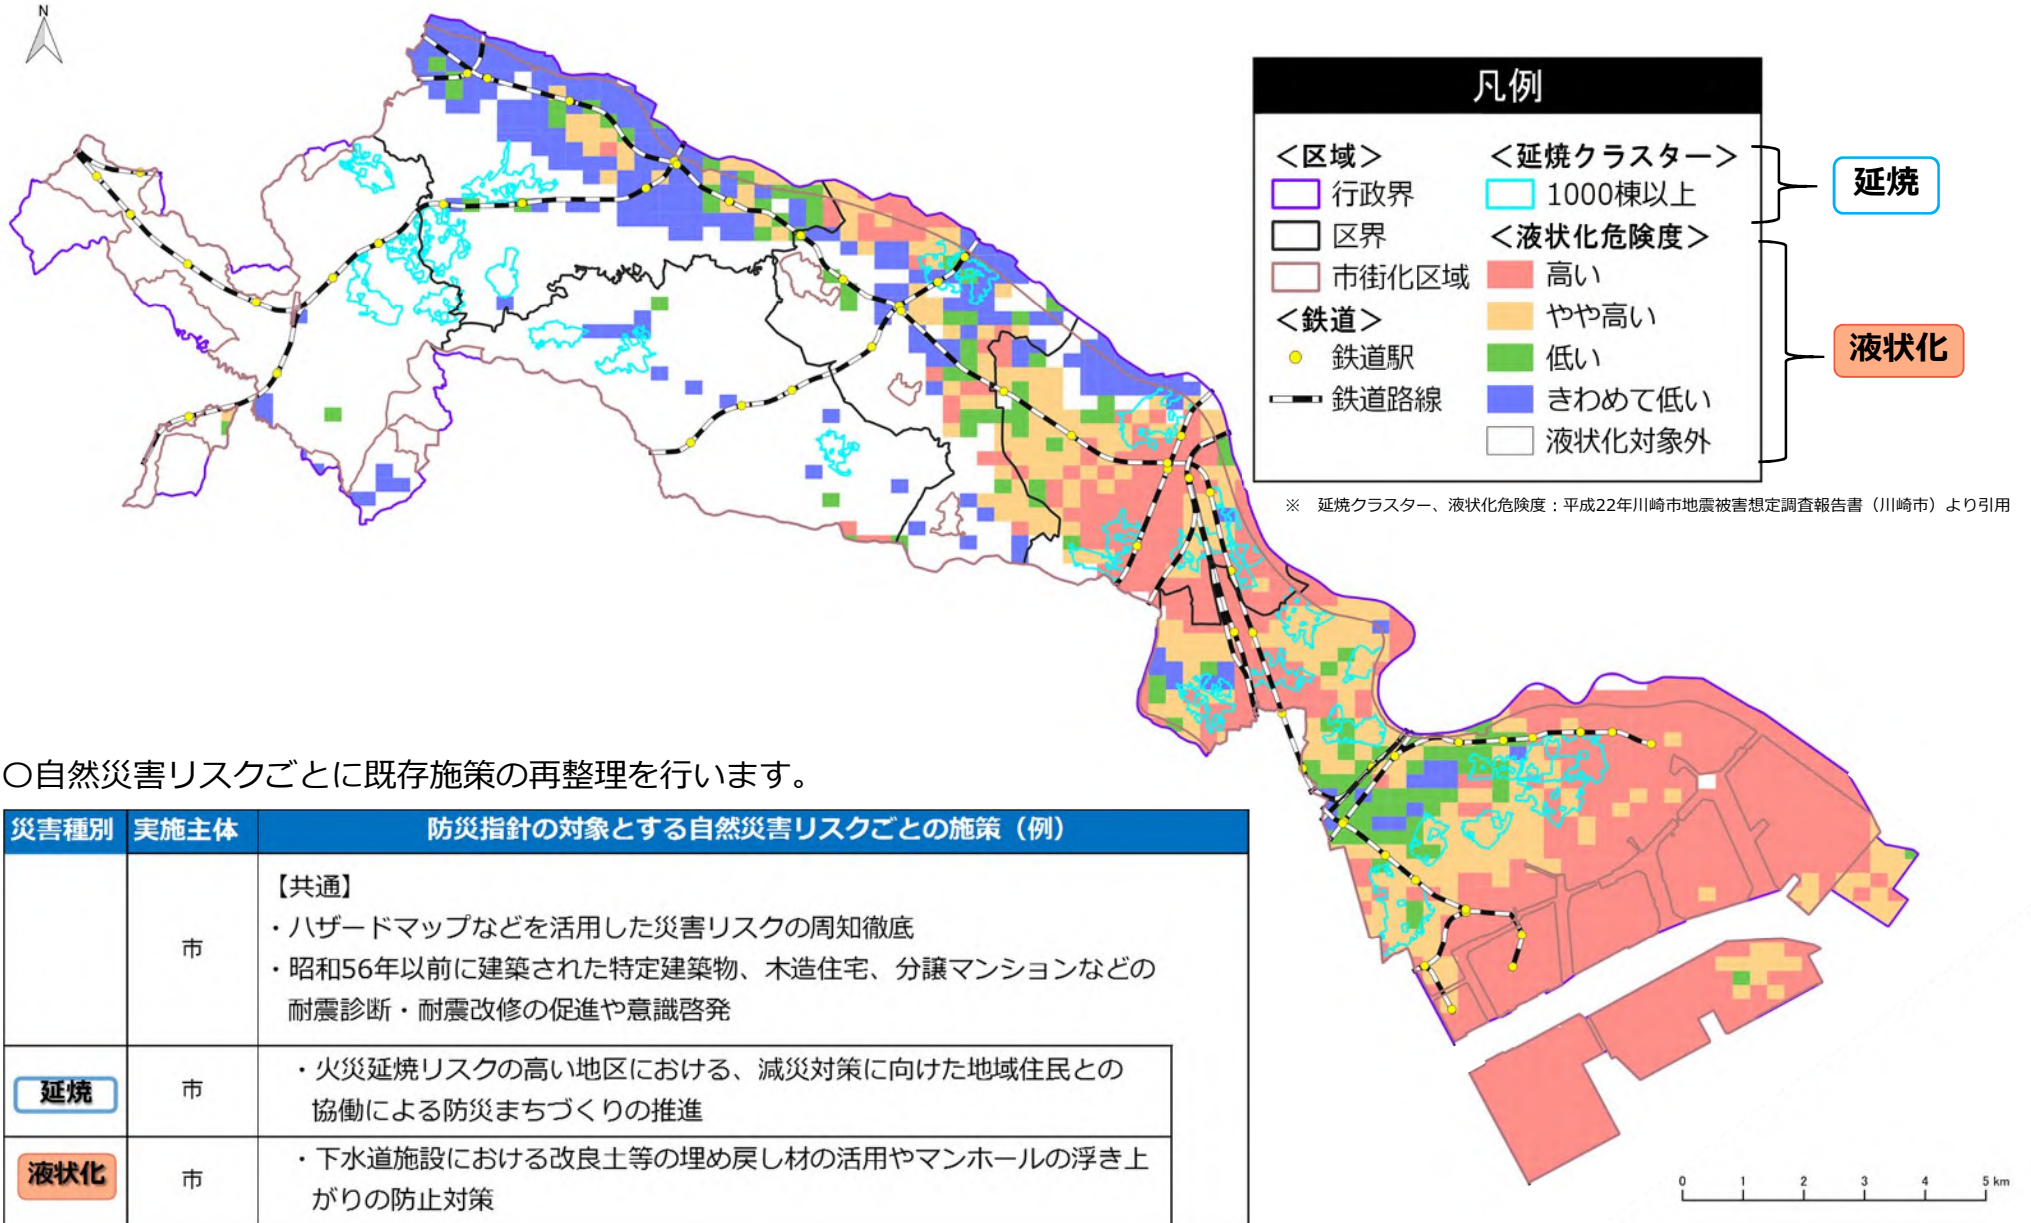 N
凡例
＜区域＞
行政界
区界
市街化区域
＜鉄道＞
鉄道駅
鉄道路線
＜延焼クラスター＞
1000棟以上
＜液状化危険度＞
高い
やや高い
低い
きわめて低い
液状化対象外
延焼
液状化
※　延焼クラスター、液状化危険度：平成22年川崎市地震被害想定調査報告書（川崎市）より引用
〇自然災害リスクごとに既存施策の再整理を行います。
災害種別 実施主体 防災指針の対象とする自然災害リスクごとの施策（例）
【共通】
・ハザードマップなどを活用した災害リスクの周知徹底
市
・昭和56年以前に建築された特定建築物、木造住宅、分譲マンションなどの
耐震診断・耐震改修の促進や意識啓発
延焼 市 ・火災延焼リスクの高い地区における、減災対策に向けた地域住民との
協働による防災まちづくりの推進
液状化 市 ・下水道施設における改良土等の埋め戻し材の活用やマンホールの浮き上
がりの防止対策
0 1 2 3 4 5 km